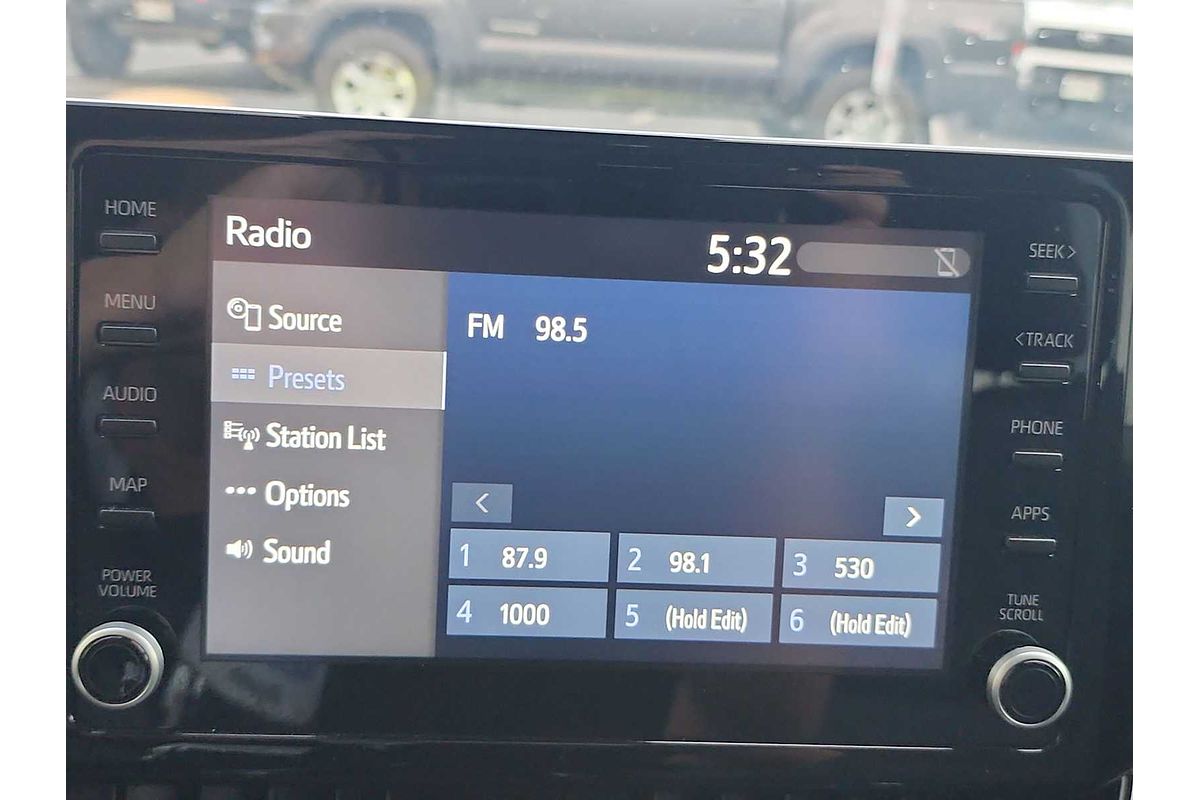 HOME
MENU
AUDIO
MAP
POWER
VOLUME
Radio
5:32
Source
Presets
Station List
Options
Sound
FM 98.5
<
>
1 87.9
2 98.1
3 530
4 1000
5 (Hold Edit)
6 (Hold Edit)
SEEK>
<TRACK
PHONE
APPS
TUNE
SCROLL